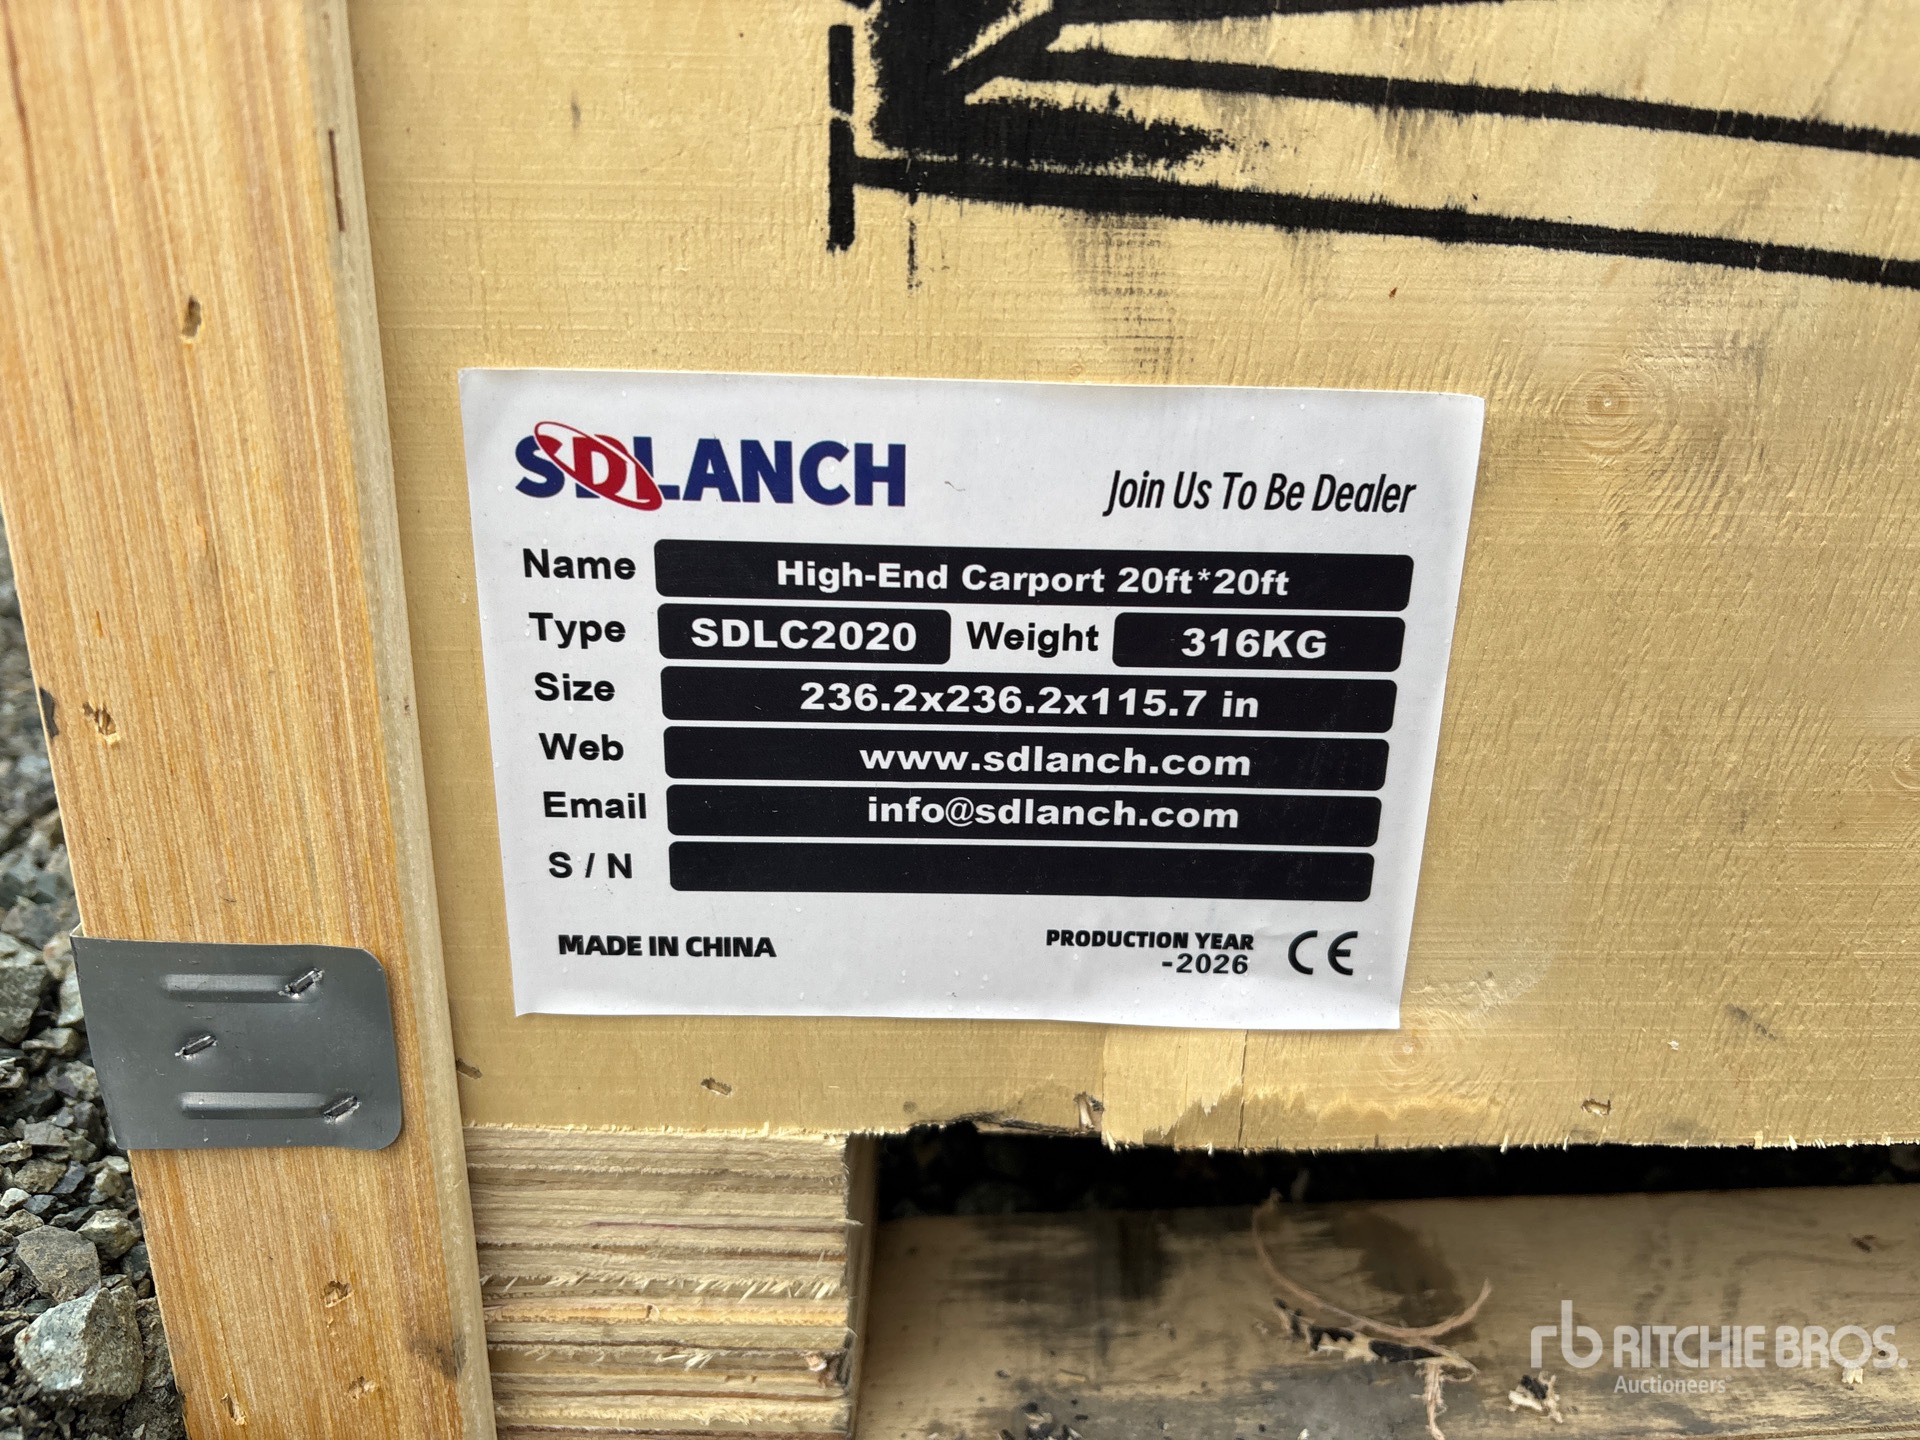 SDLANCH
Join Us To Be Dealer
Name High-End Carport 20ft*20ft
Type SDLC2020 Weight 316KG
Size 236.2x236.2x115.7 in
Web www.sdlanch.com
Email info@sdlanch.com
S / N
MADE IN CHINA
PRODUCTION YEAR
-2026
CE
rb RITCHIE BROS.
Auctioneers